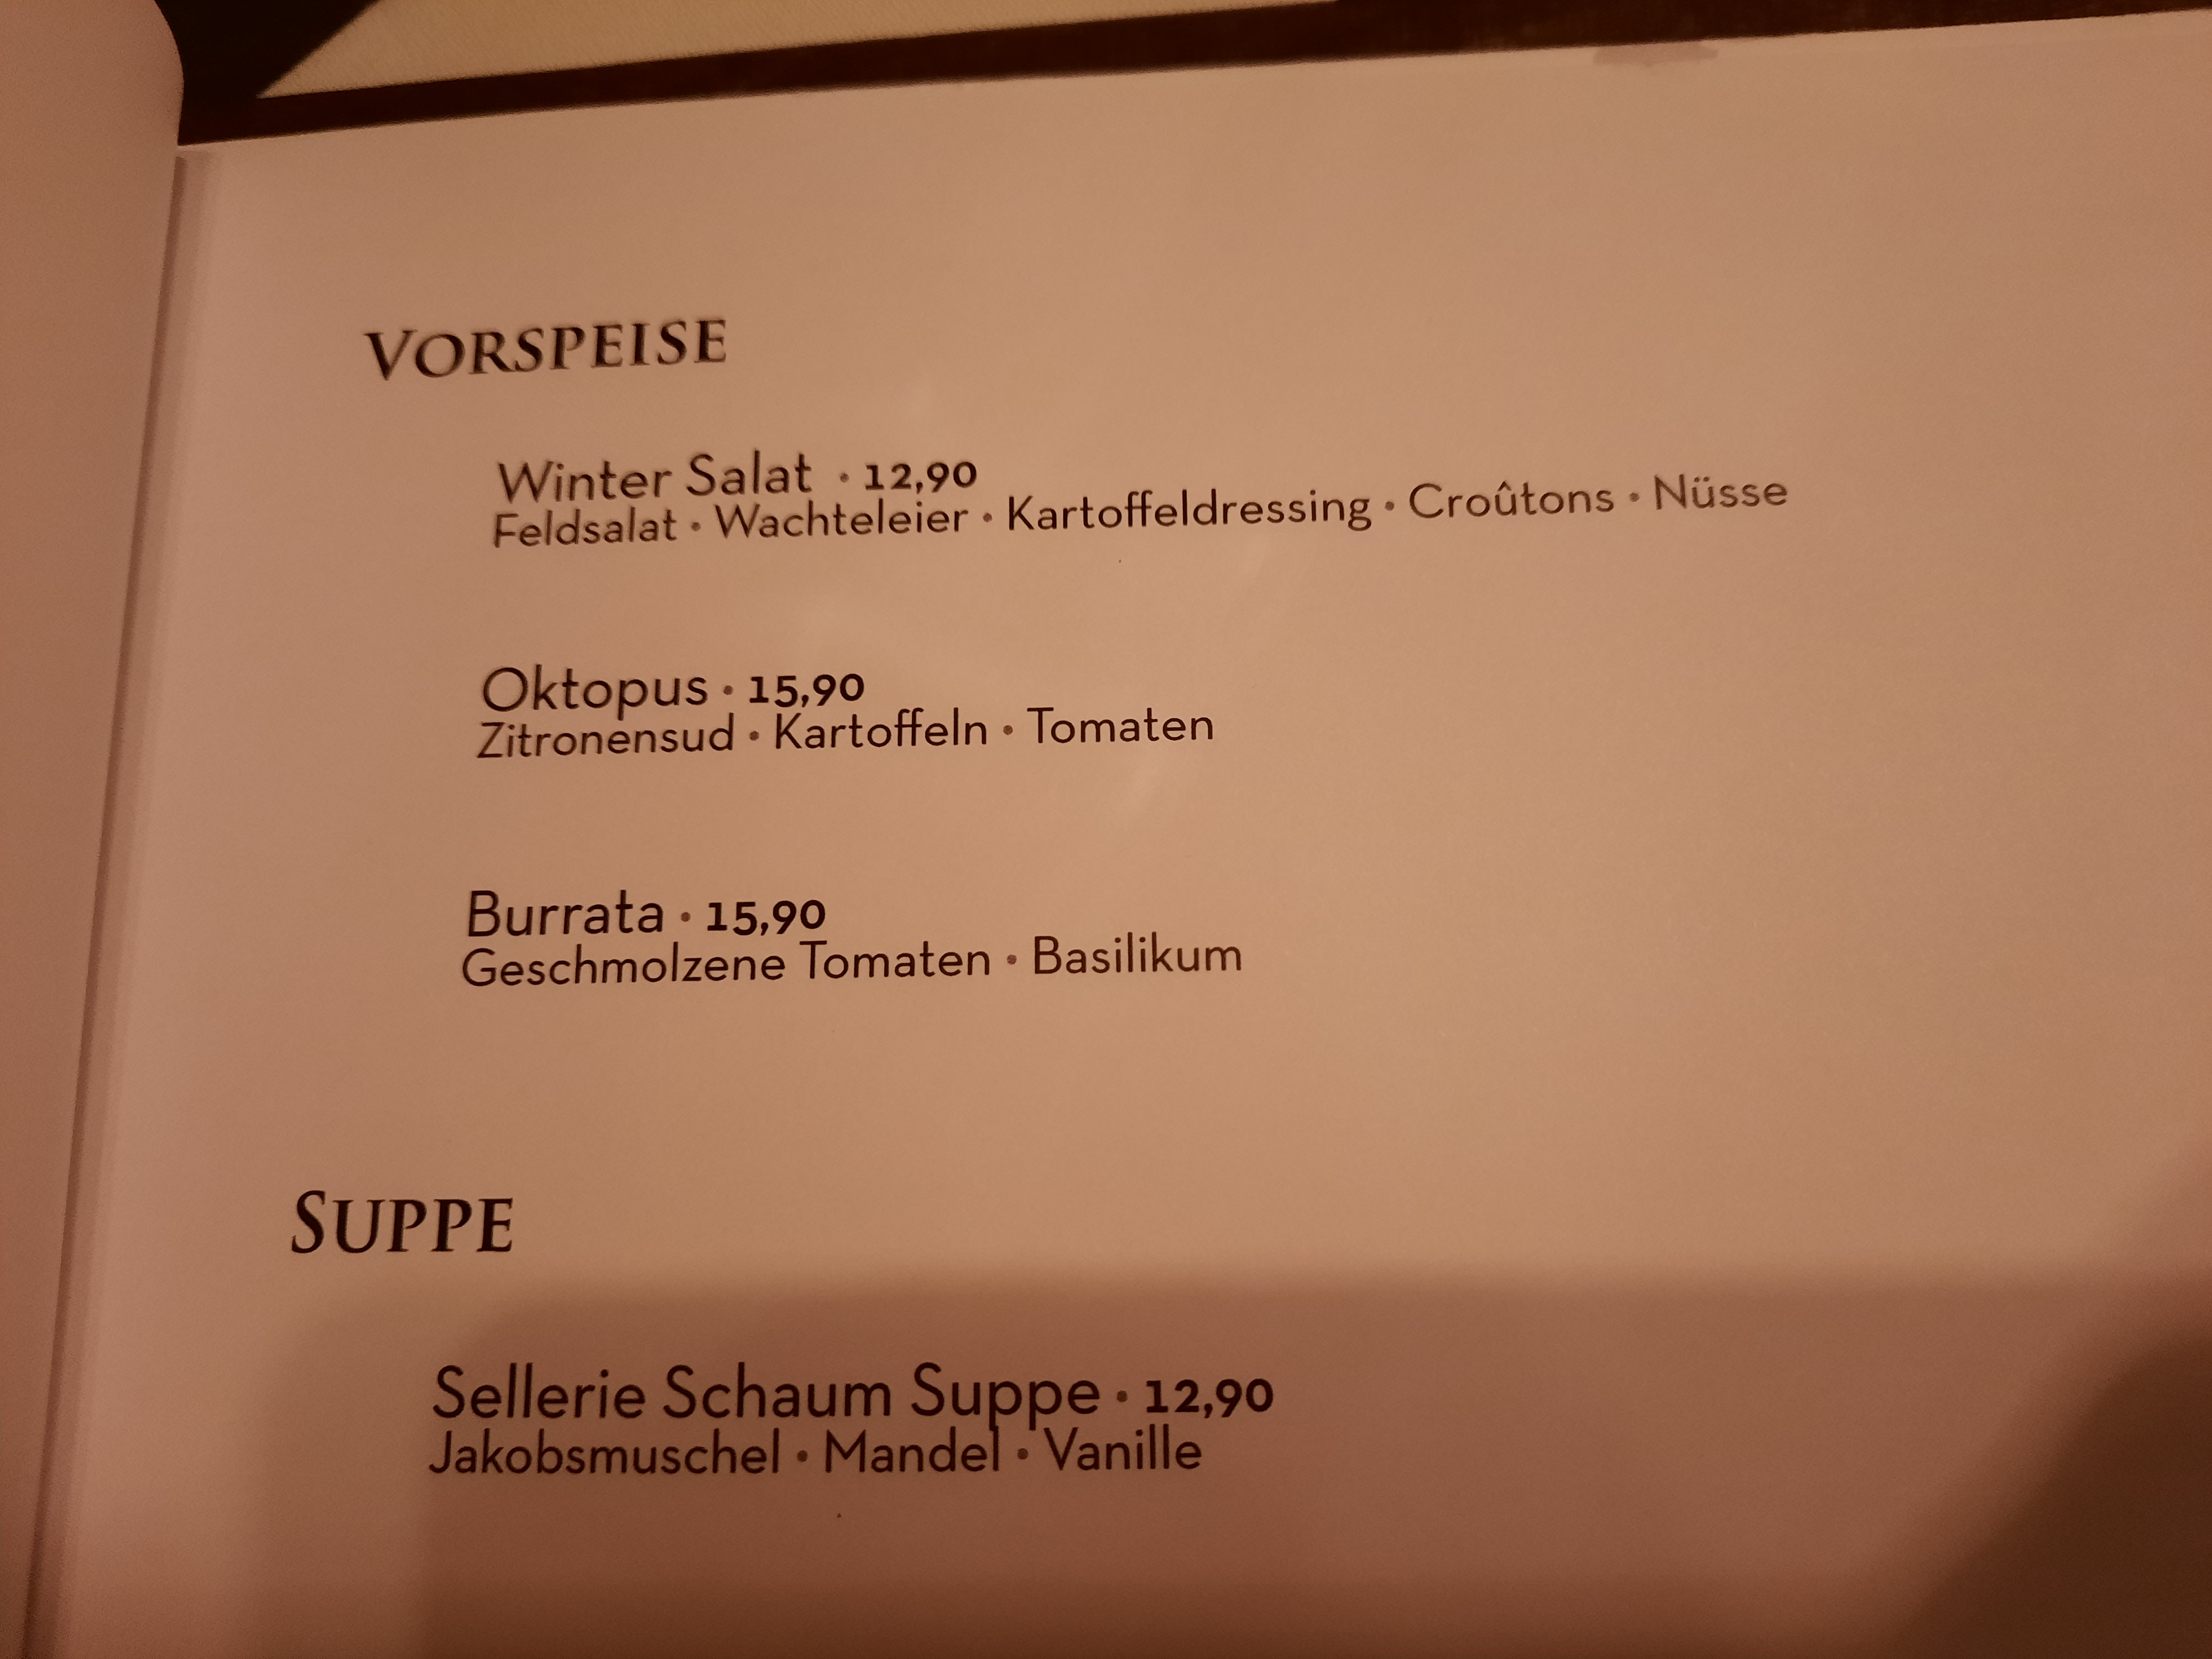 VORSPEISE
Winter Salat · 12,90
Feldsalat · Wachteleier · Kartoffeldressing · Croûtons · Nüsse
Oktopus · 15,90
Zitronensud · Kartoffeln · Tomaten
Burrata · 15,90
Geschmolzene Tomaten · Basilikum
SUPPE
Sellerie Schaum Suppe · 12,90
Jakobsmuschel · Mandel · Vanille